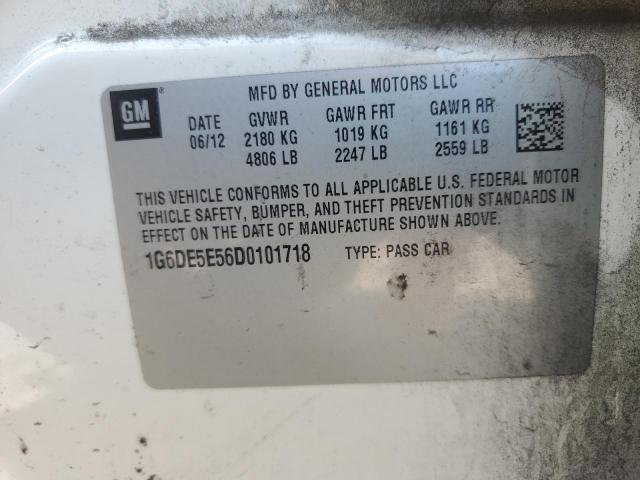 MFD BY GENERAL MOTORS LLC
GM ®
DATE GVWR GAWR FRT GAWR RR
06/12 2180 KG 1019 KG 1161 KG
4806 LB 2247 LB 2559 LB
THIS VEHICLE CONFORMS TO ALL APPLICABLE U.S. FEDERAL MOTOR
VEHICLE SAFETY, BUMPER, AND THEFT PREVENTION STANDARDS IN
EFFECT ON THE DATE OF MANUFACTURE SHOWN ABOVE.
1G6DE5E56D0101718 TYPE: PASS CAR